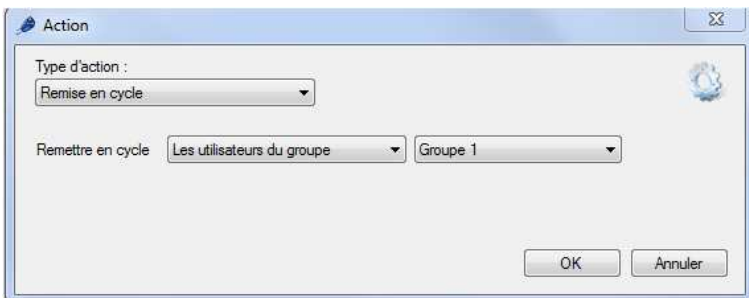 Action
Type d'action :
Remise en cycle
Remettre en cycle Les utilisateurs du groupe Groupe 1
OK Annuler